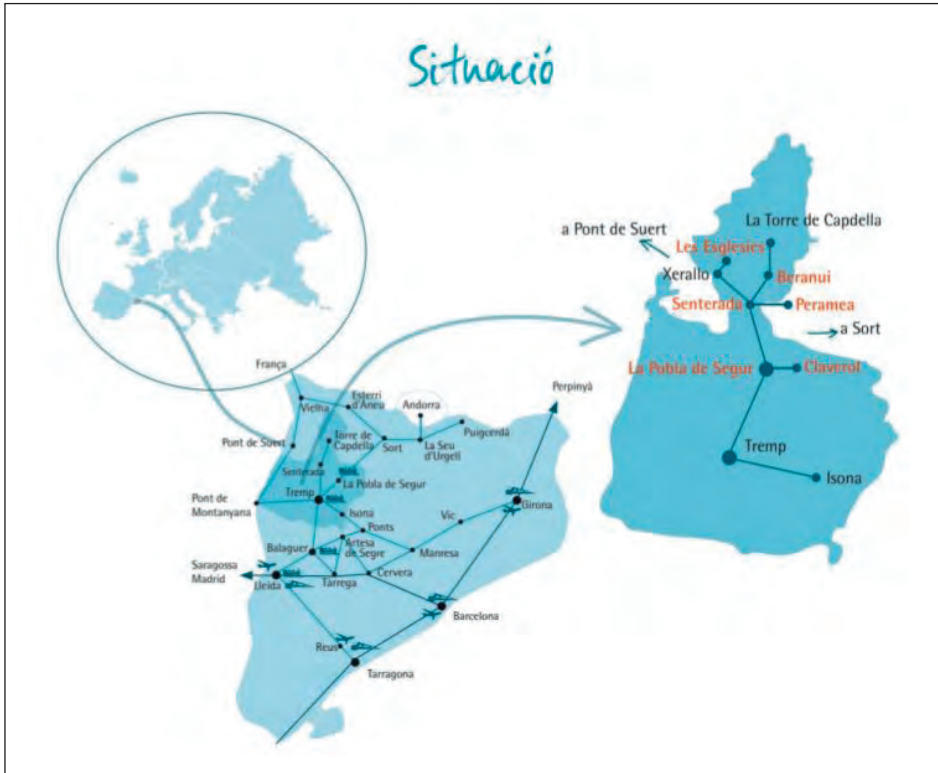 Situació
La Torre de Capdella
a Pont de Suert
Les Esglésies
Xerallo
Beranui
Senterada
Peramea
a Sort
La Pobla de Segur
Claverol
Tremp
Isona
França
Esterri
d'Àneu
Vielha
Andorra
Perpinyà
Puigcerdà
Pont de Suert
Torre de
Capdella
Sort
La Seu
d'Urgell
Senterada
La Pobla de Segur
Tremp
Pont de
Montanyana
Isona
Vic
Girona
Ponts
Balaguer
Artesa
de Segre
Manresa
Saragossa
Madrid
Lleida
Tàrrega
Cervera
Barcelona
Reus
Tarragona